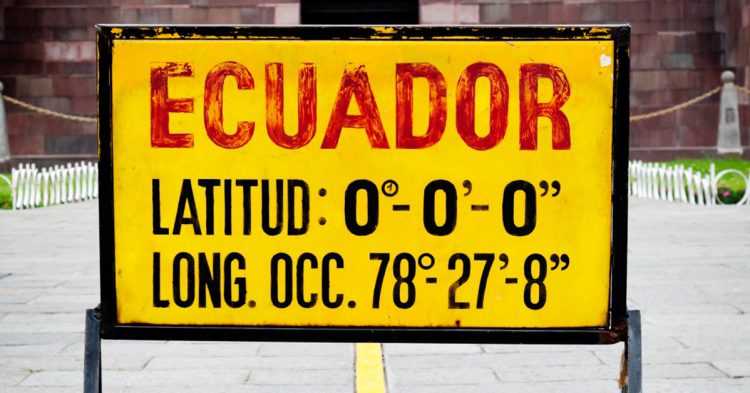 ECUADOR
LATITUD: 0°-0'-0"
LONG. OCC. 78°-27'-8"